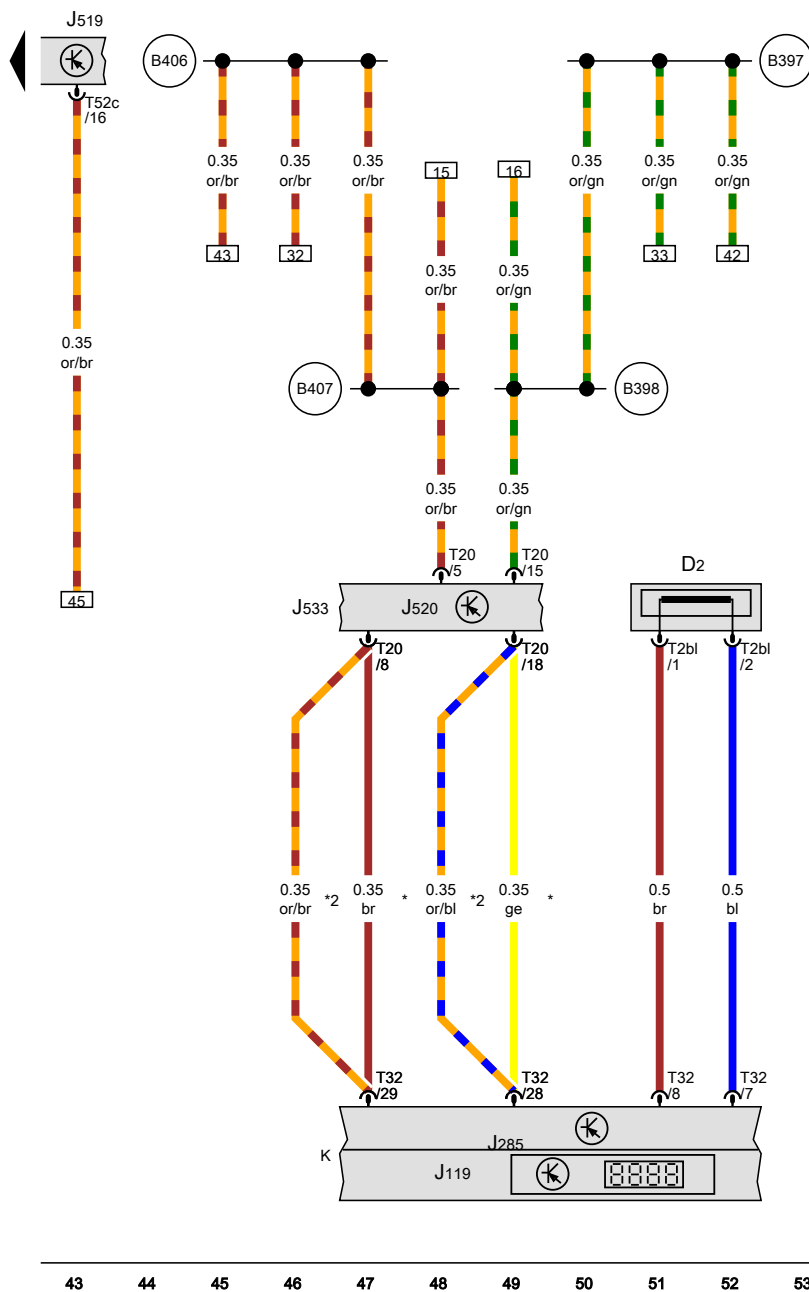 J519
B406
B397
T52c
/16
0.35
or/br
0.35
or/br
0.35
or/br
0.35
or/gn
0.35
or/gn
0.35
or/gn
15
16
43
32
33
42
0.35
or/br
0.35
or/gn
0.35
or/br
B407
B398
0.35
or/br
0.35
or/gn
T20
/5
T20
/15
45
J533
J520
D2
T20
/8
T20
/18
T2bl
/1
T2bl
/2
0.35
or/br
*2
0.35
br
*
0.35
or/bl
*2
0.35
ge
*
0.5
br
0.5
bl
T32
/29
T32
/28
T32
/8
T32
/7
J285
K
J119
8888
43 44 45 46 47 48 49 50 51 52 53